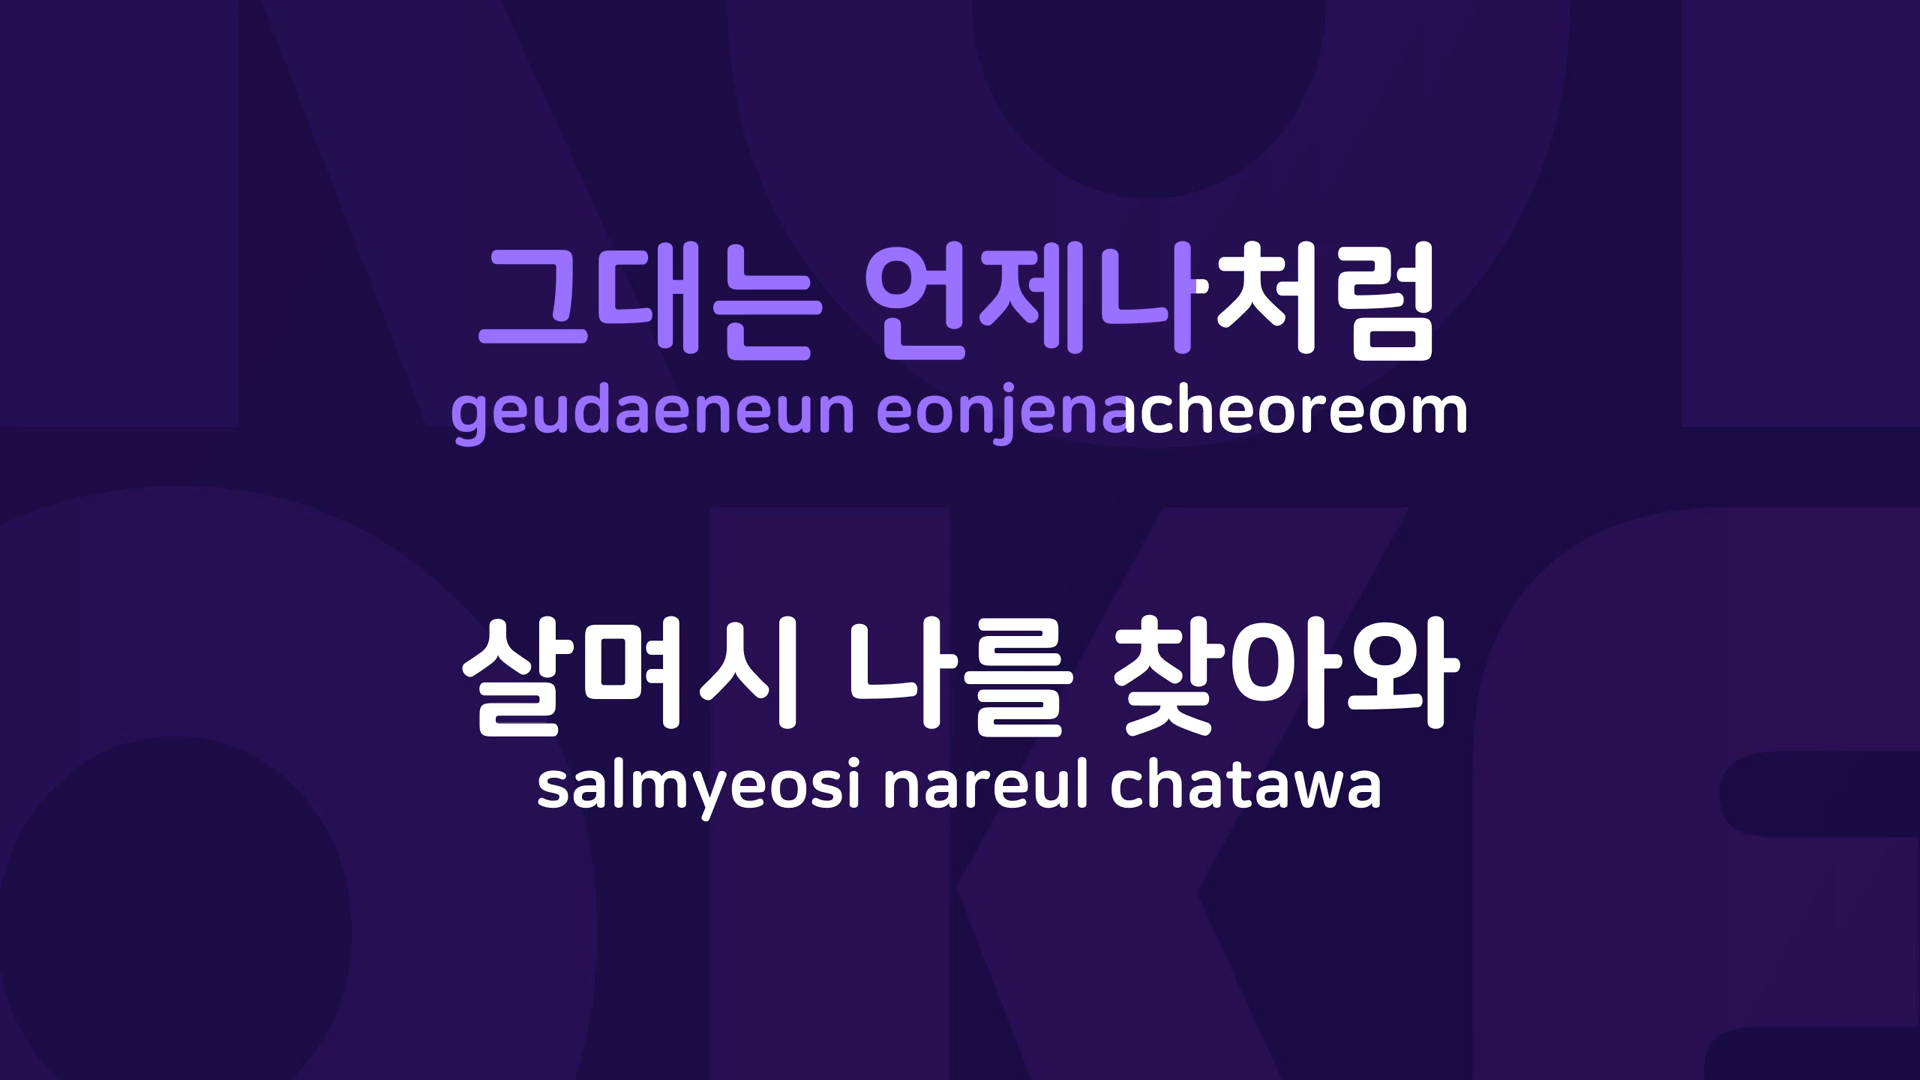 그대는 언제나처럼
geudaeneun eonjenacheoreom
살며시 나를 찾아와
salmyeosi nareul chatawa